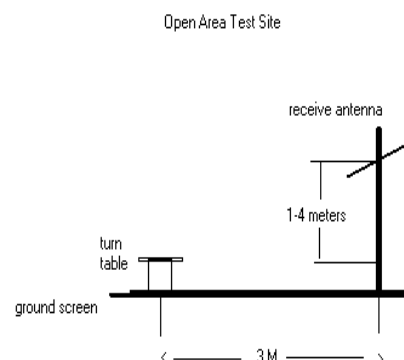 Open Area Test Site
receive antenna
1-4 meters
turn
table
ground screen
3 M